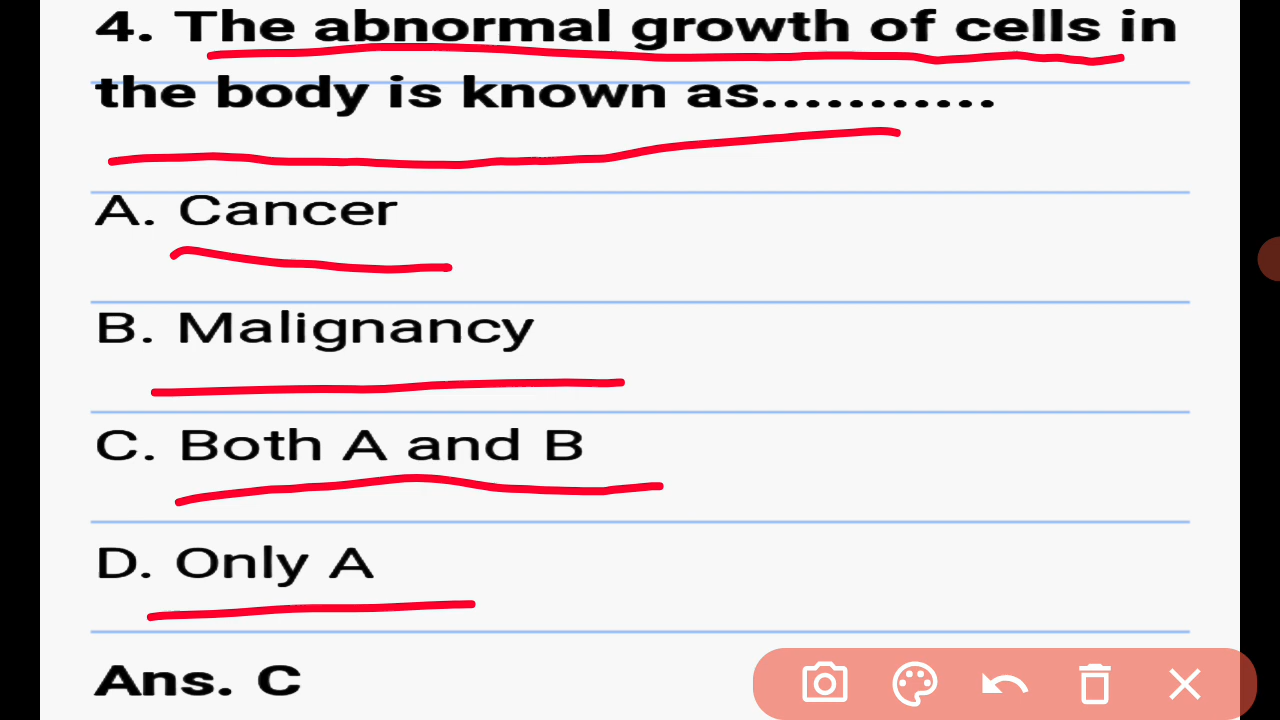 4. The abnormal growth of cells in
the body is known as...........
A. Cancer
B. Malignancy
C. Both A and B
D. Only A
Ans. C